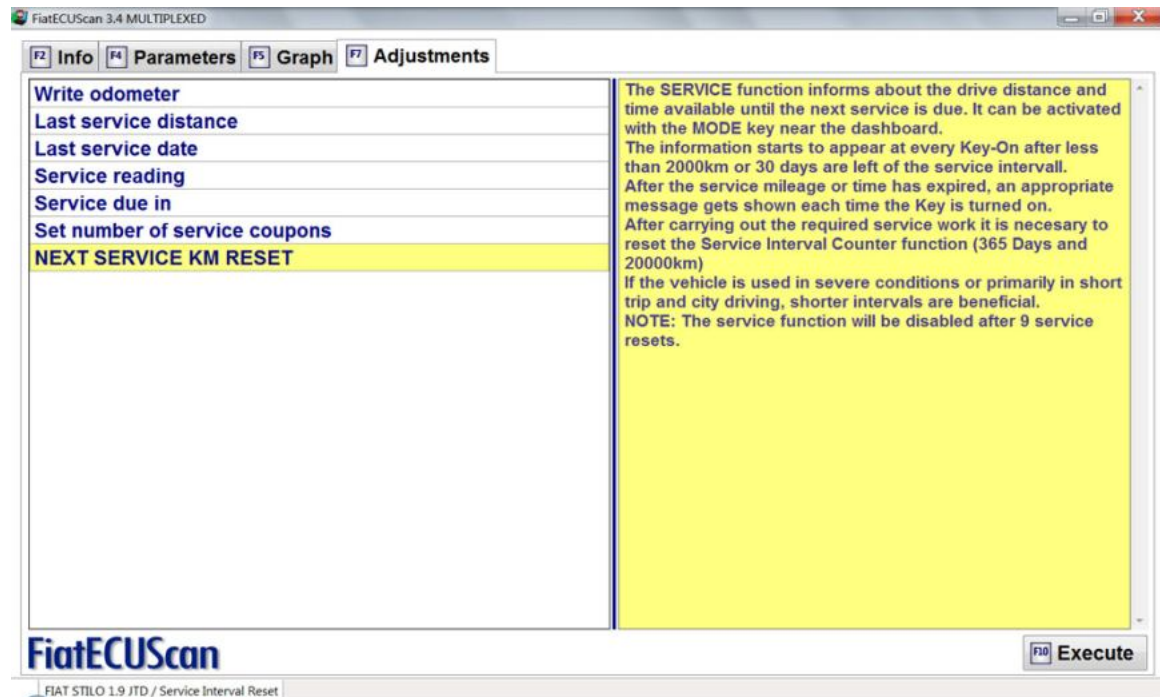 FiatECUScan 3.4 MULTIPLEXED
F2 Info F4 Parameters F5 Graph F7 Adjustments
Write odometer
Last service distance
Last service date
Service reading
Service due in
Set number of service coupons
NEXT SERVICE KM RESET
The SERVICE function informs about the drive distance and
time available until the next service is due. It can be activated
with the MODE key near the dashboard.
The information starts to appear at every Key-On after less
than 2000km or 30 days are left of the service intervall.
After the service mileage or time has expired, an appropriate
message gets shown each time the Key is turned on.
After carrying out the required service work it is necesary to
reset the Service Interval Counter function (365 Days and
20000km)
If the vehicle is used in severe conditions or primarily in short
trip and city driving, shorter intervals are beneficial.
NOTE: The service function will be disabled after 9 service
resets.
FiatECUScan
F10 Execute
FIAT STILO 1.9 JTD / Service Interval Reset